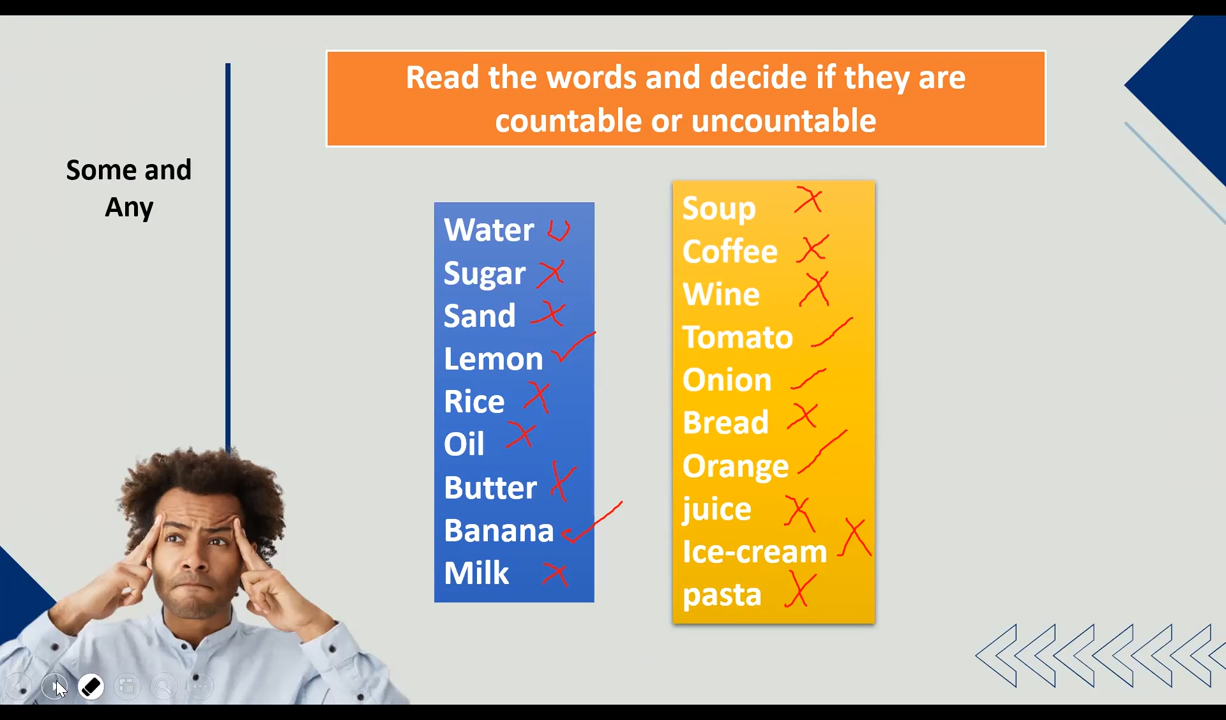 Read the words and decide if they are
countable or uncountable
Some and
Any
Water U
Sugar X
Sand X
Lemon ✓
Rice X
Oil X
Butter X
Banana ✓
Milk X
Soup X
Coffee X
Wine X
Tomato ✓
Onion ✓
Bread X
Orange ✓
juice X
Ice-cream X
pasta X